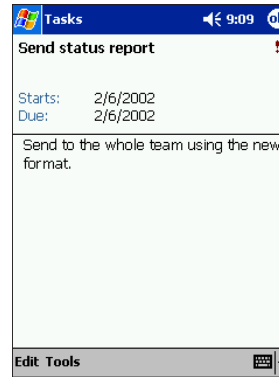 Tasks 9:09 ok
Send status report !
Starts: 2/6/2002
Due: 2/6/2002
Send to the whole team using the new
format.
Edit Tools